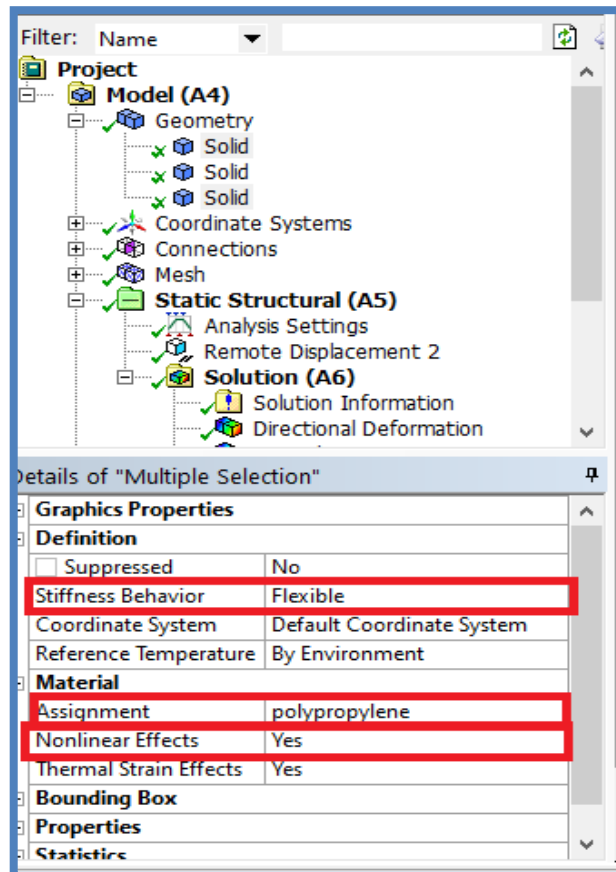 Filter: Name
Project
Model (A4)
Geometry
Solid
Solid
Solid
Coordinate Systems
Connections
Mesh
Static Structural (A5)
Analysis Settings
Remote Displacement 2
Solution (A6)
Solution Information
Directional Deformation
Details of "Multiple Selection"
Graphics Properties
Definition
Suppressed No
Stiffness Behavior Flexible
Coordinate System Default Coordinate System
Reference Temperature By Environment
Material
Assignment polypropylene
Nonlinear Effects Yes
Thermal Strain Effects Yes
Bounding Box
Properties
Statistics